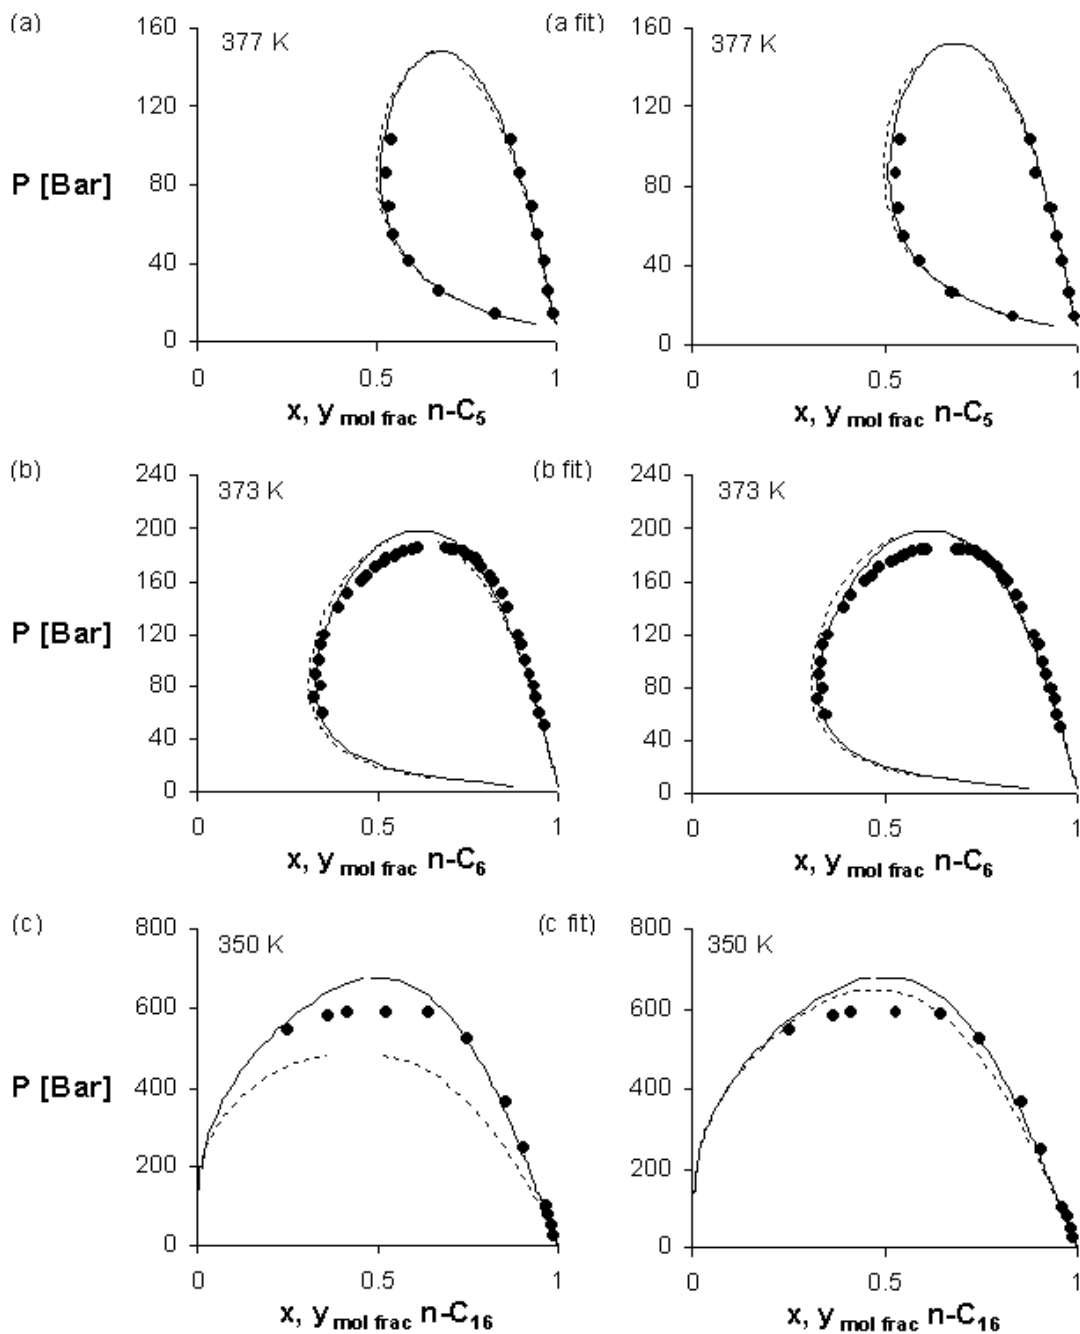 (a)
160
377 K
120
P [Bar]
80
40
0
0
0.5
1
x, y mol frac n-C5
(a fit)
160
377 K
120
80
40
0
0
0.5
1
x, y mol frac n-C5
(b)
240
373 K
200
160
P [Bar]
120
80
40
0
0
0.5
1
x, y mol frac n-C6
(b fit)
240
373 K
200
160
120
80
40
0
0
0.5
1
x, y mol frac n-C6
(c)
800
350 K
600
P [Bar]
400
200
0
0
0.5
1
x, y mol frac n-C16
(c fit)
800
350 K
600
400
200
0
0
0.5
1
x, y mol frac n-C16